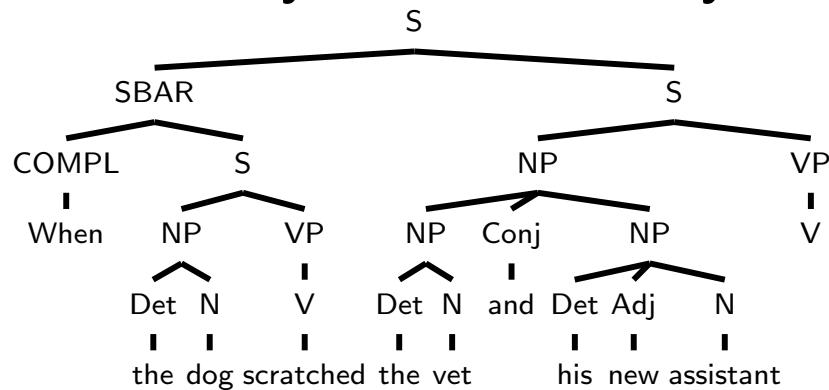 S
SBAR S
COMPL S NP VP
When NP VP NP Conj NP V
Det N V Det N and Det Adj N
the dog scratched the vet his new assistant